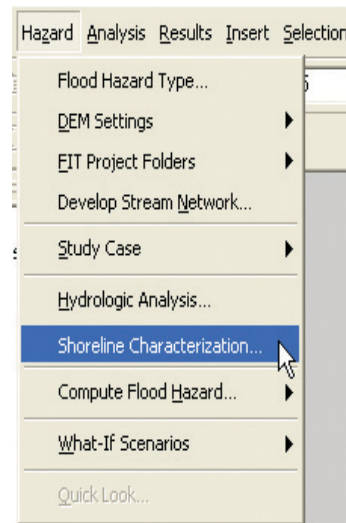 Hazard Analysis Results Insert Selection
Flood Hazard Type...
DEM Settings
FIT Project Folders
Develop Stream Network...
Study Case
Hydrologic Analysis...
Shoreline Characterization...
Compute Flood Hazard...
What-If Scenarios
Quick Look...